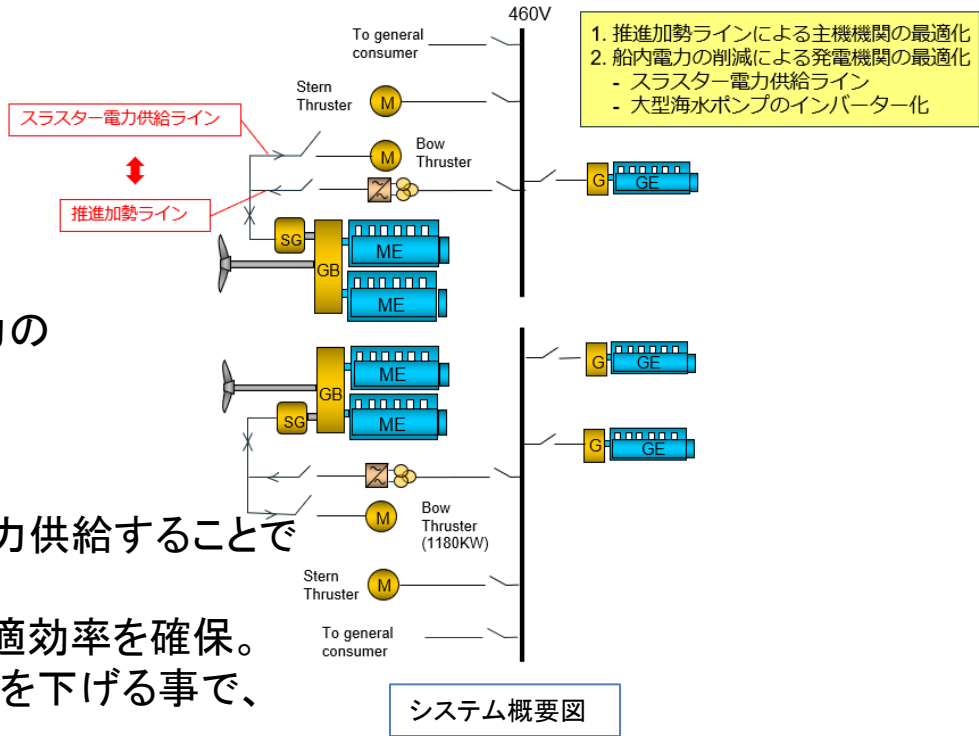 460V
1. 推進加勢ラインによる主機機関の最適化
2. 船内電力の削減による発電機関の最適化
- スラスター電力供給ライン
- 大型海水ポンプのインバーター化
To general
consumer
Stern
Thruster
M
スラスター電力供給ライン
M
Bow
Thruster
G
GE
推進加勢ライン
SG
GB
ME
ME
の
G
GE
GB
ME
SG
ME
G
GE
M
Bow
Thruster
(1180KW)
力供給することで
Stern
Thruster
M
適効率を確保。
To general
consumer
を下げる事で、
システム概要図